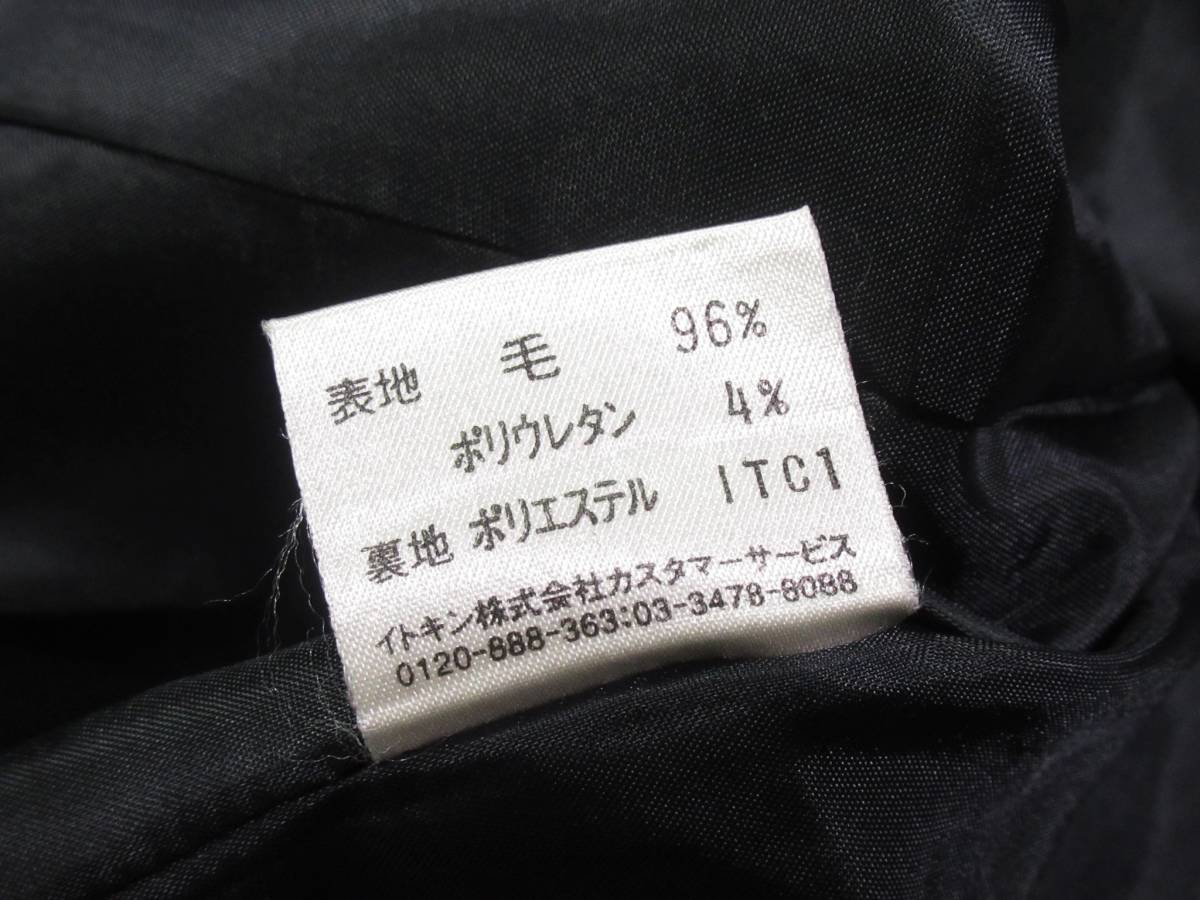 表地 毛 96%
ポリウレタン 4%
裏地 ポリエステル ITC1
イトキン株式会社カスタマーサービス
0120-888-363:03-3478-8088